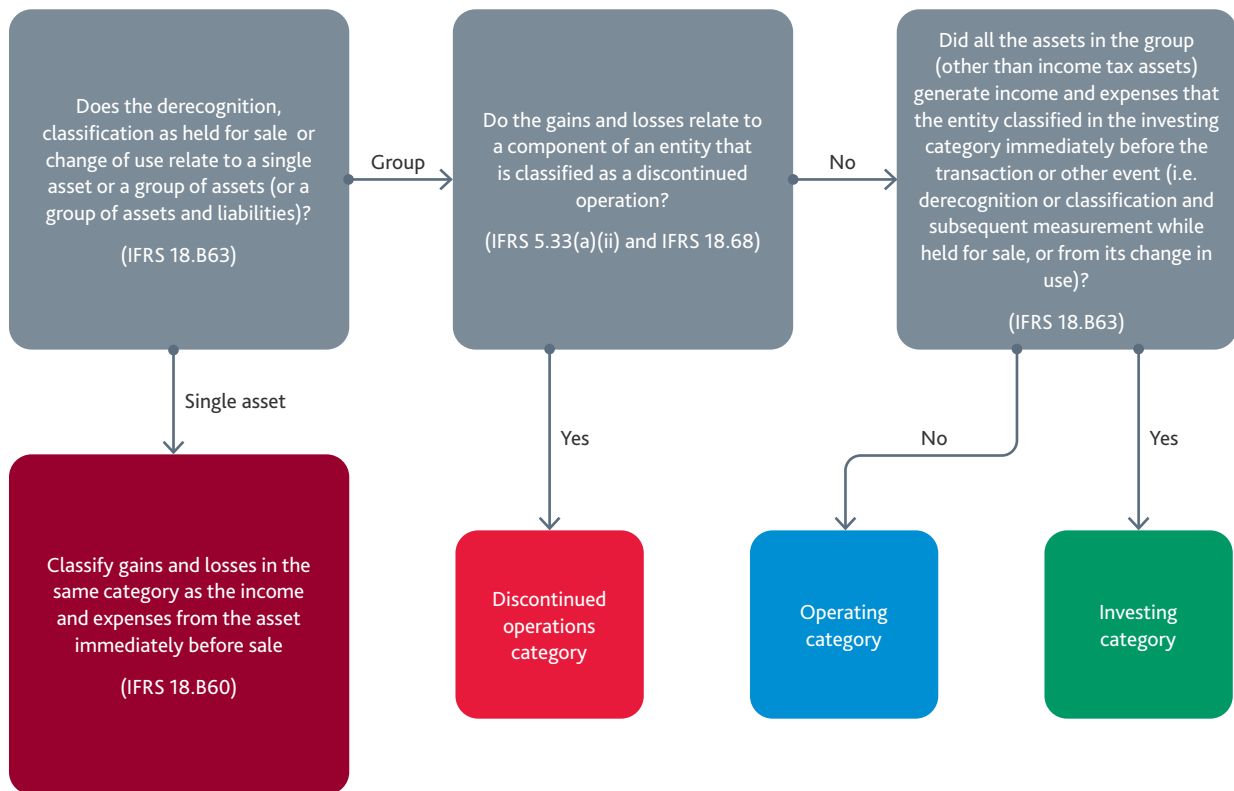 Does the derecognition,
classification as held for sale or
change of use relate to a single
asset or a group of assets (or a
group of assets and liabilities)?
(IFRS 18.B63)
Group
Do the gains and losses relate to
a component of an entity that
is classified as a discontinued
operation?
(IFRS 5.33(a)(ii) and IFRS 18.68)
No
Did all the assets in the group
(other than income tax assets)
generate income and expenses that
the entity classified in the investing
category immediately before the
transaction or other event (i.e.
derecognition or classification and
subsequent measurement while
held for sale, or from its change in
use)?
(IFRS 18.B63)
Single asset
Yes
No
Yes
Classify gains and losses in the
same category as the income
and expenses from the asset
immediately before sale
(IFRS 18.B60)
Discontinued
operations
category
Operating
category
Investing
category